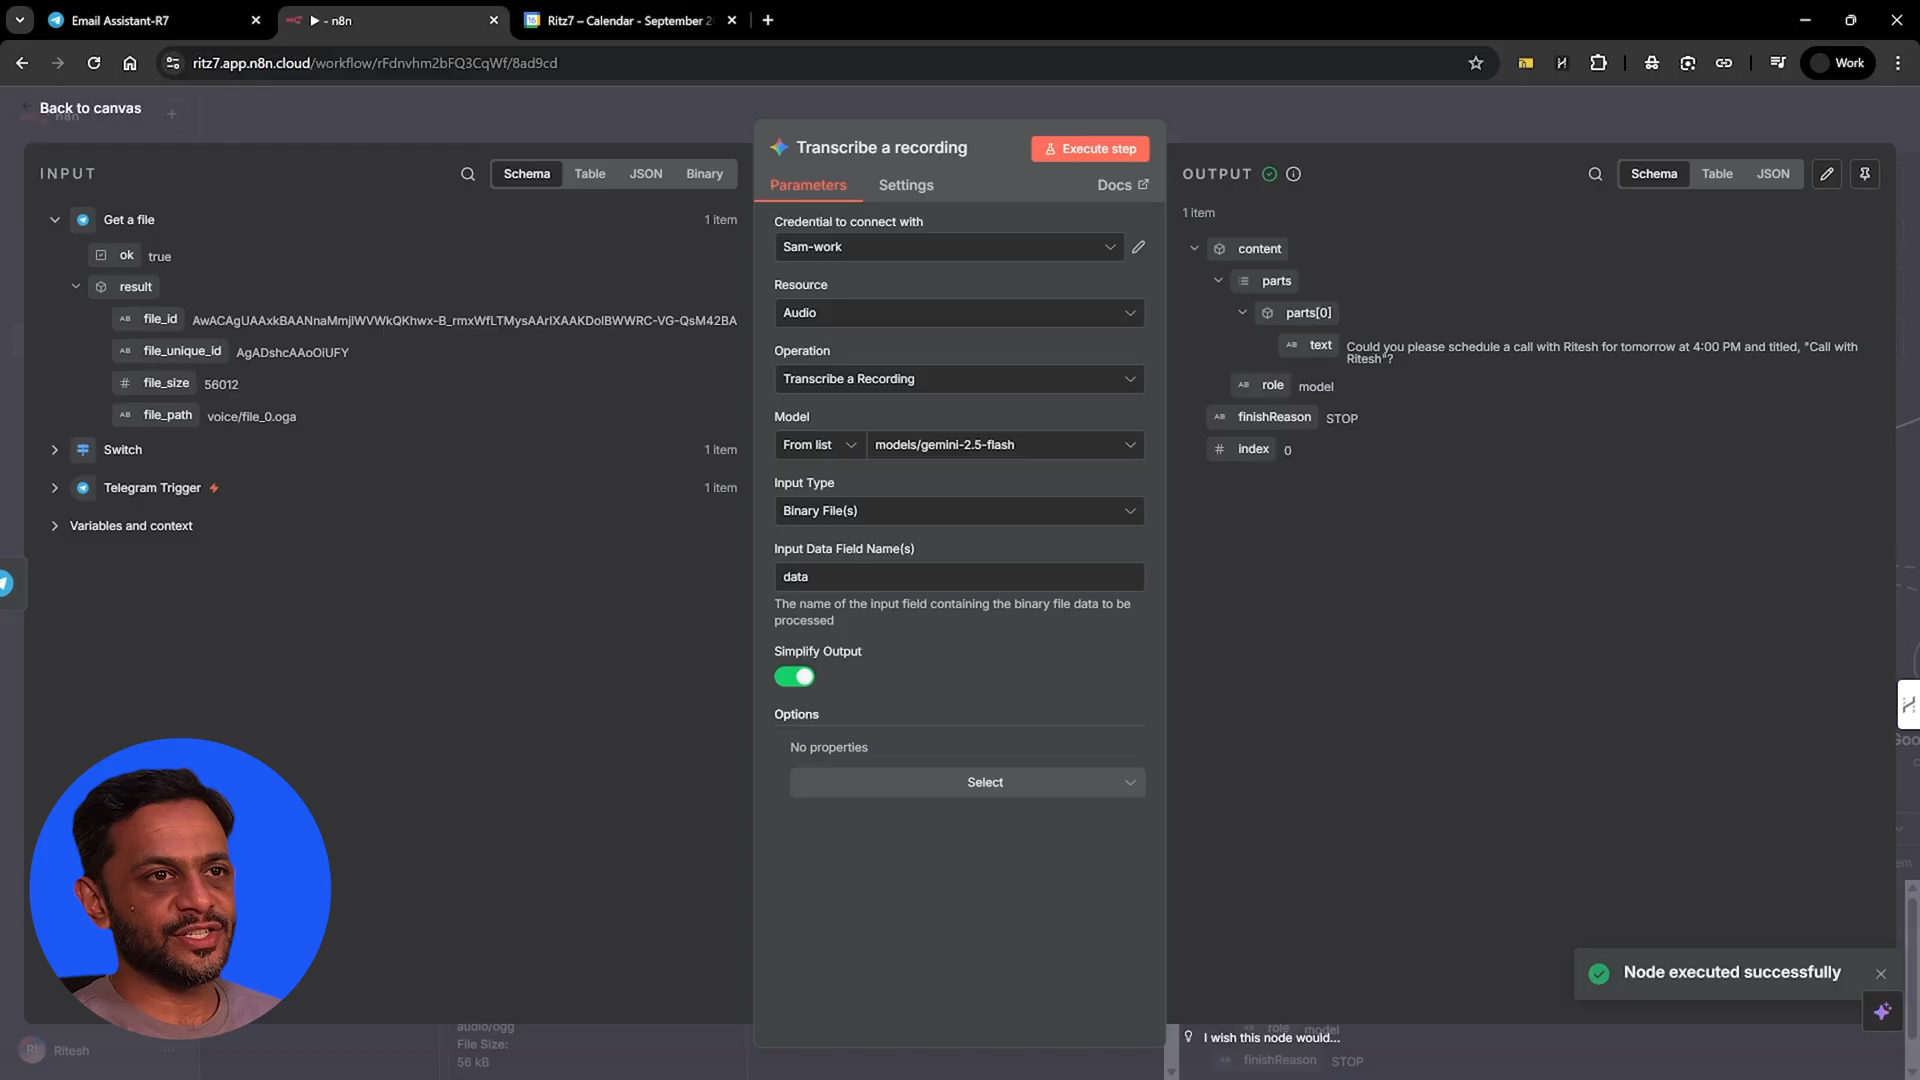 Email Assistant-R7
▶ - n8n
Ritz7 – Calendar - September 2
ritz7.app.n8n.cloud/workflow/rFdnvhm2bFQ3CqWf/8ad9cd
Work
Back to canvas
n8n
INPUT
Schema
Table
JSON
Binary
Get a file
1 item
ok
true
result
file_id
AwACAgUAAxkBAANnaMmjlWVWkQKhwx-B_rmxWfLTMysAArIXAAKDolBWWRC-VG-QsM42BA
file_unique_id
AgADshcAAoOiUFY
# file_size
56012
file_path
voice/file_0.oga
Switch
1 item
Telegram Trigger
1 item
Variables and context
Transcribe a recording
Execute step
Parameters
Settings
Docs
Credential to connect with
Sam-work
Resource
Audio
Operation
Transcribe a Recording
Model
From list
models/gemini-2.5-flash
Input Type
Binary File(s)
Input Data Field Name(s)
data
The name of the input field containing the binary file data to be
processed
Simplify Output
Options
No properties
Select
OUTPUT
Schema
Table
JSON
1 item
content
parts
parts[0]
AB text
Could you please schedule a call with Ritesh for tomorrow at 4:00 PM and titled, "Call with
Ritesh"?
AB role
model
AB finishReason
STOP
# index
0
Node executed successfully
I wish this node would...
role model
finishReason STOP
audio/ogg
File Size:
56 kB
RI
Ritesh
Goo